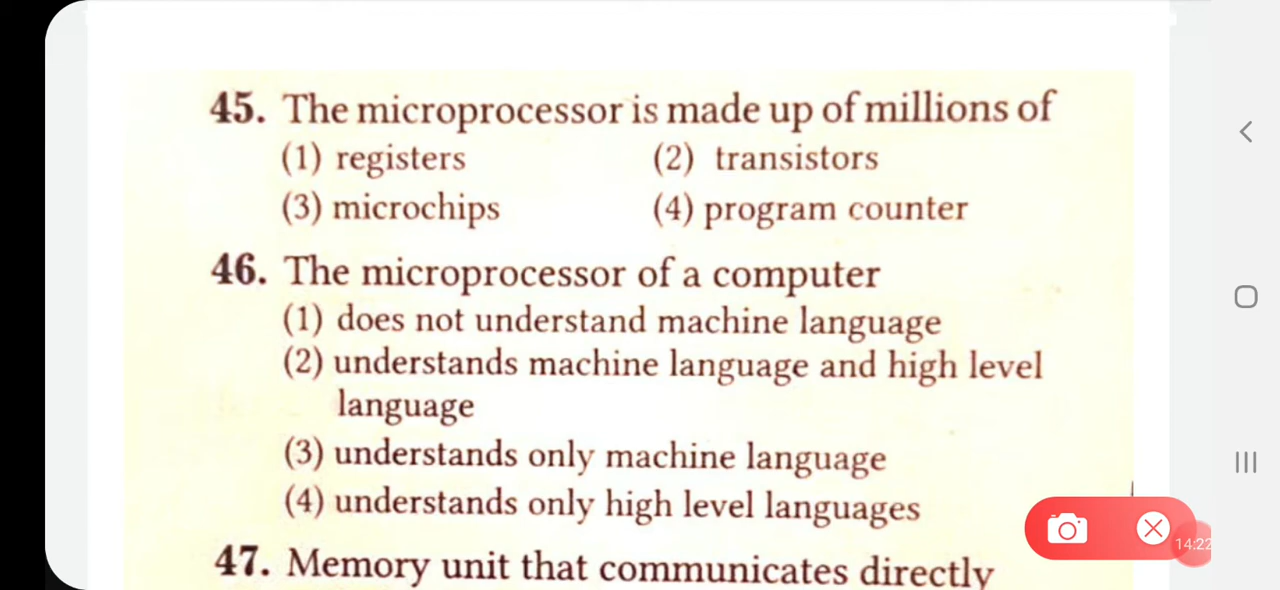 45. The microprocessor is made up of millions of
(1) registers (2) transistors
(3) microchips (4) program counter
46. The microprocessor of a computer
(1) does not understand machine language
(2) understands machine language and high level
language
(3) understands only machine language
(4) understands only high level languages
47. Memory unit that communicates directly
14:22